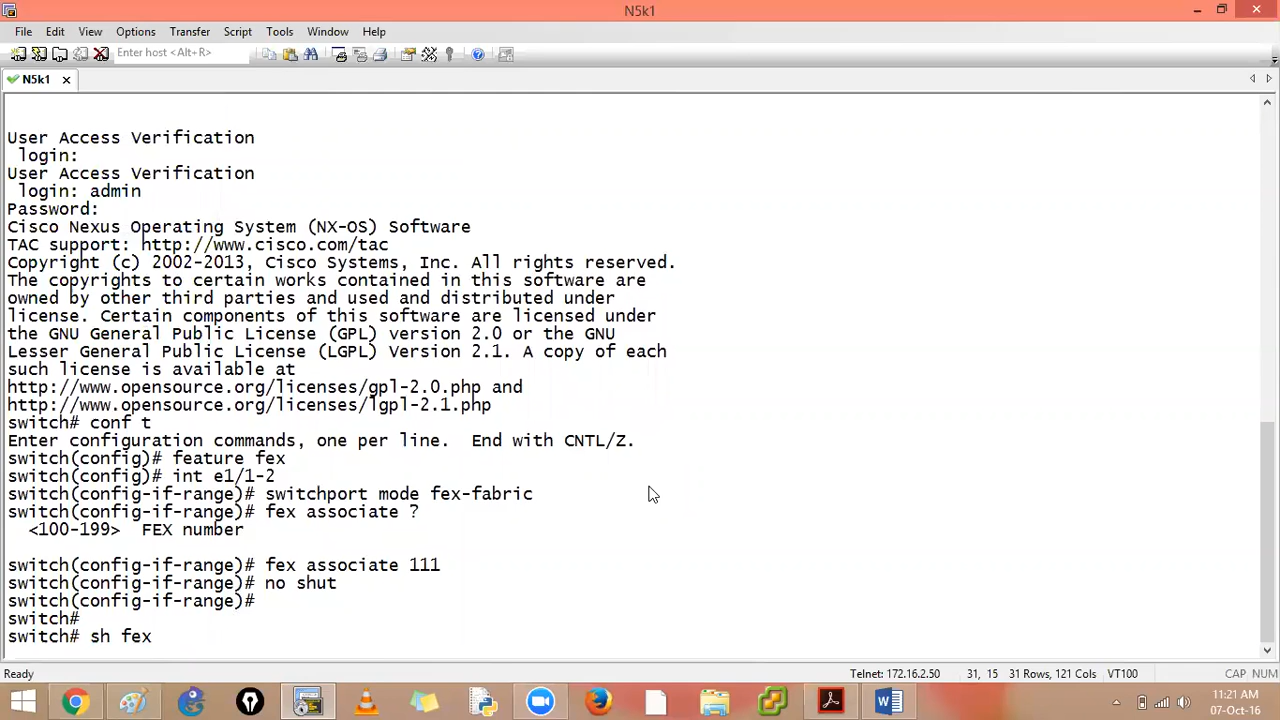 N5k1
File Edit View Options Transfer Script Tools Window Help
Enter host <Alt+R>
N5k1
User Access Verification
 login:
User Access Verification
 login: admin
Password:
Cisco Nexus Operating System (NX-OS) Software
TAC support: http://www.cisco.com/tac
Copyright (c) 2002-2013, Cisco Systems, Inc. All rights reserved.
The copyrights to certain works contained in this software are
owned by other third parties and used and distributed under
license. Certain components of this software are licensed under
the GNU General Public License (GPL) version 2.0 or the GNU
Lesser General Public License (LGPL) Version 2.1. A copy of each
such license is available at
http://www.opensource.org/licenses/gpl-2.0.php and
http://www.opensource.org/licenses/lgpl-2.1.php
switch# conf t
Enter configuration commands, one per line.  End with CNTL/Z.
switch(config)# feature fex
switch(config)# int e1/1-2
switch(config-if-range)# switchport mode fex-fabric
switch(config-if-range)# fex associate ?
  <100-199>  FEX number
switch(config-if-range)# fex associate 111
switch(config-if-range)# no shut
switch(config-if-range)#
switch#
switch# sh fex
Ready Telnet: 172.16.2.50 31, 15 31 Rows, 121 Cols VT100 CAP NUM
11:21 AM
07-Oct-16